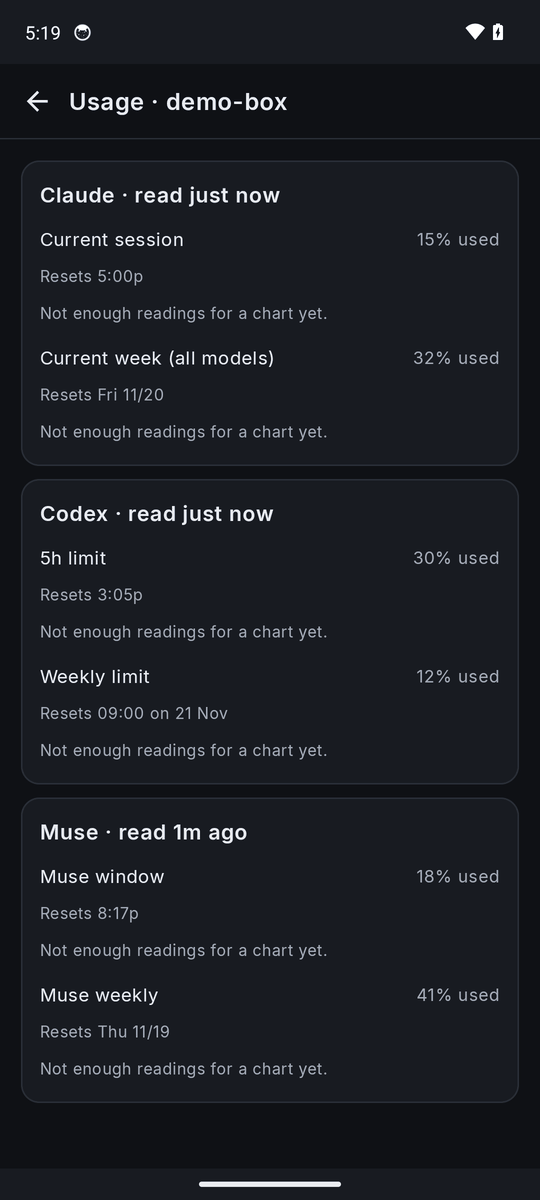 5:19
Usage · demo-box
Claude · read just now
Current session 15% used
Resets 5:00p
Not enough readings for a chart yet.
Current week (all models) 32% used
Resets Fri 11/20
Not enough readings for a chart yet.
Codex · read just now
5h limit 30% used
Resets 3:05p
Not enough readings for a chart yet.
Weekly limit 12% used
Resets 09:00 on 21 Nov
Not enough readings for a chart yet.
Muse · read 1m ago
Muse window 18% used
Resets 8:17p
Not enough readings for a chart yet.
Muse weekly 41% used
Resets Thu 11/19
Not enough readings for a chart yet.